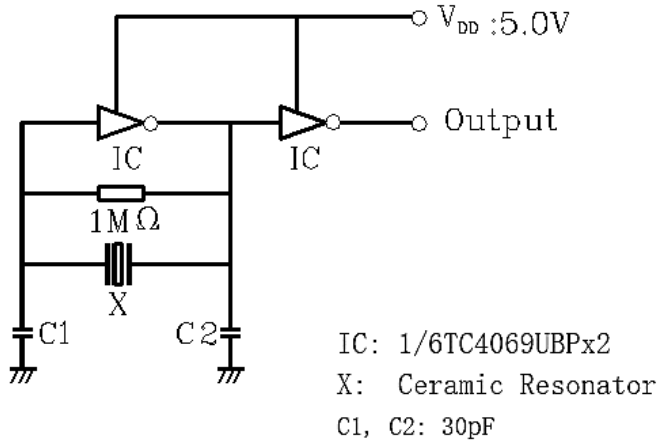 V_DD :5.0V
Output
IC
IC
1MΩ
X
C1
C2
IC: 1/6TC4069UBPx2
X: Ceramic Resonator
C1, C2: 30pF